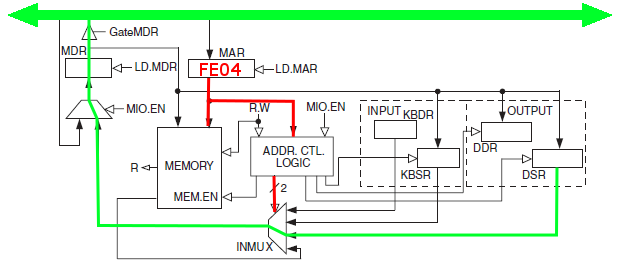 GateMDR
MDR
MAR
LD.MDR
FE04
LD.MAR
MIO.EN
R.W
MIO.EN
INPUT
KBDR
OUTPUT
DDR
MEMORY
ADDR. CTL.
LOGIC
R
KBSR
DSR
MEM.EN
2
INMUX